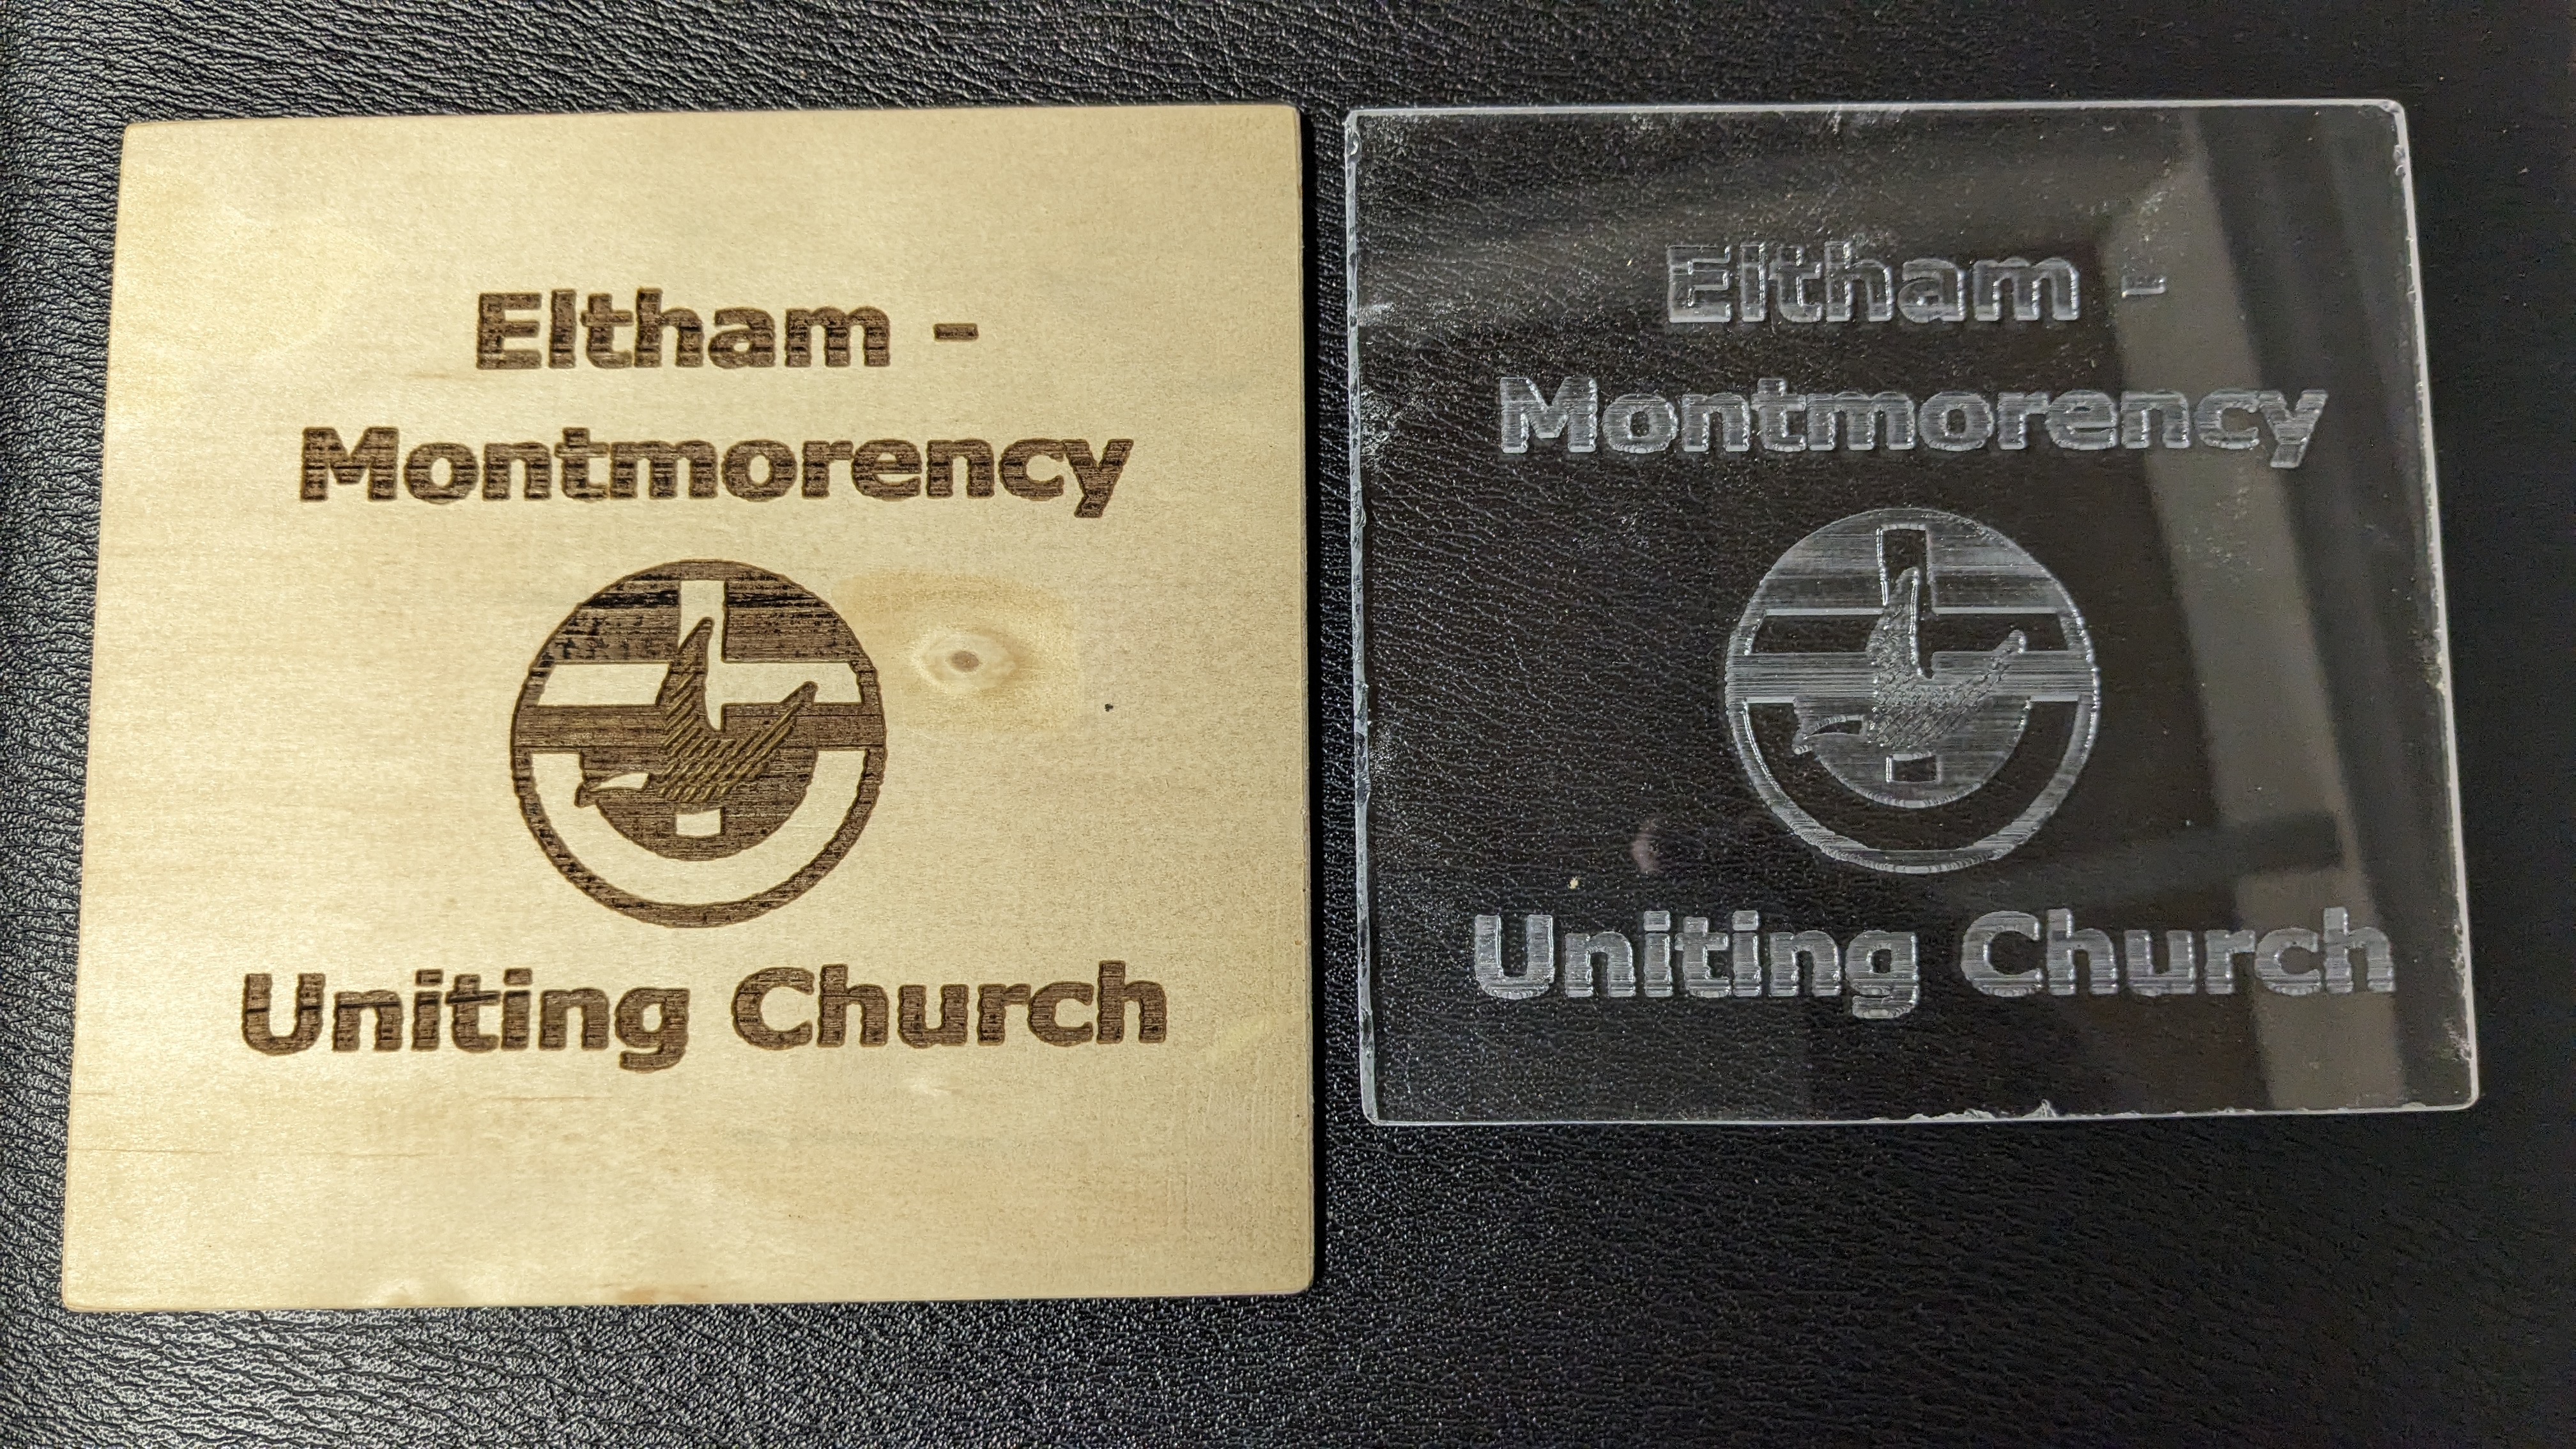 Eltham -
Montmorency
Uniting Church
Eltham -
Montmorency
Uniting Church